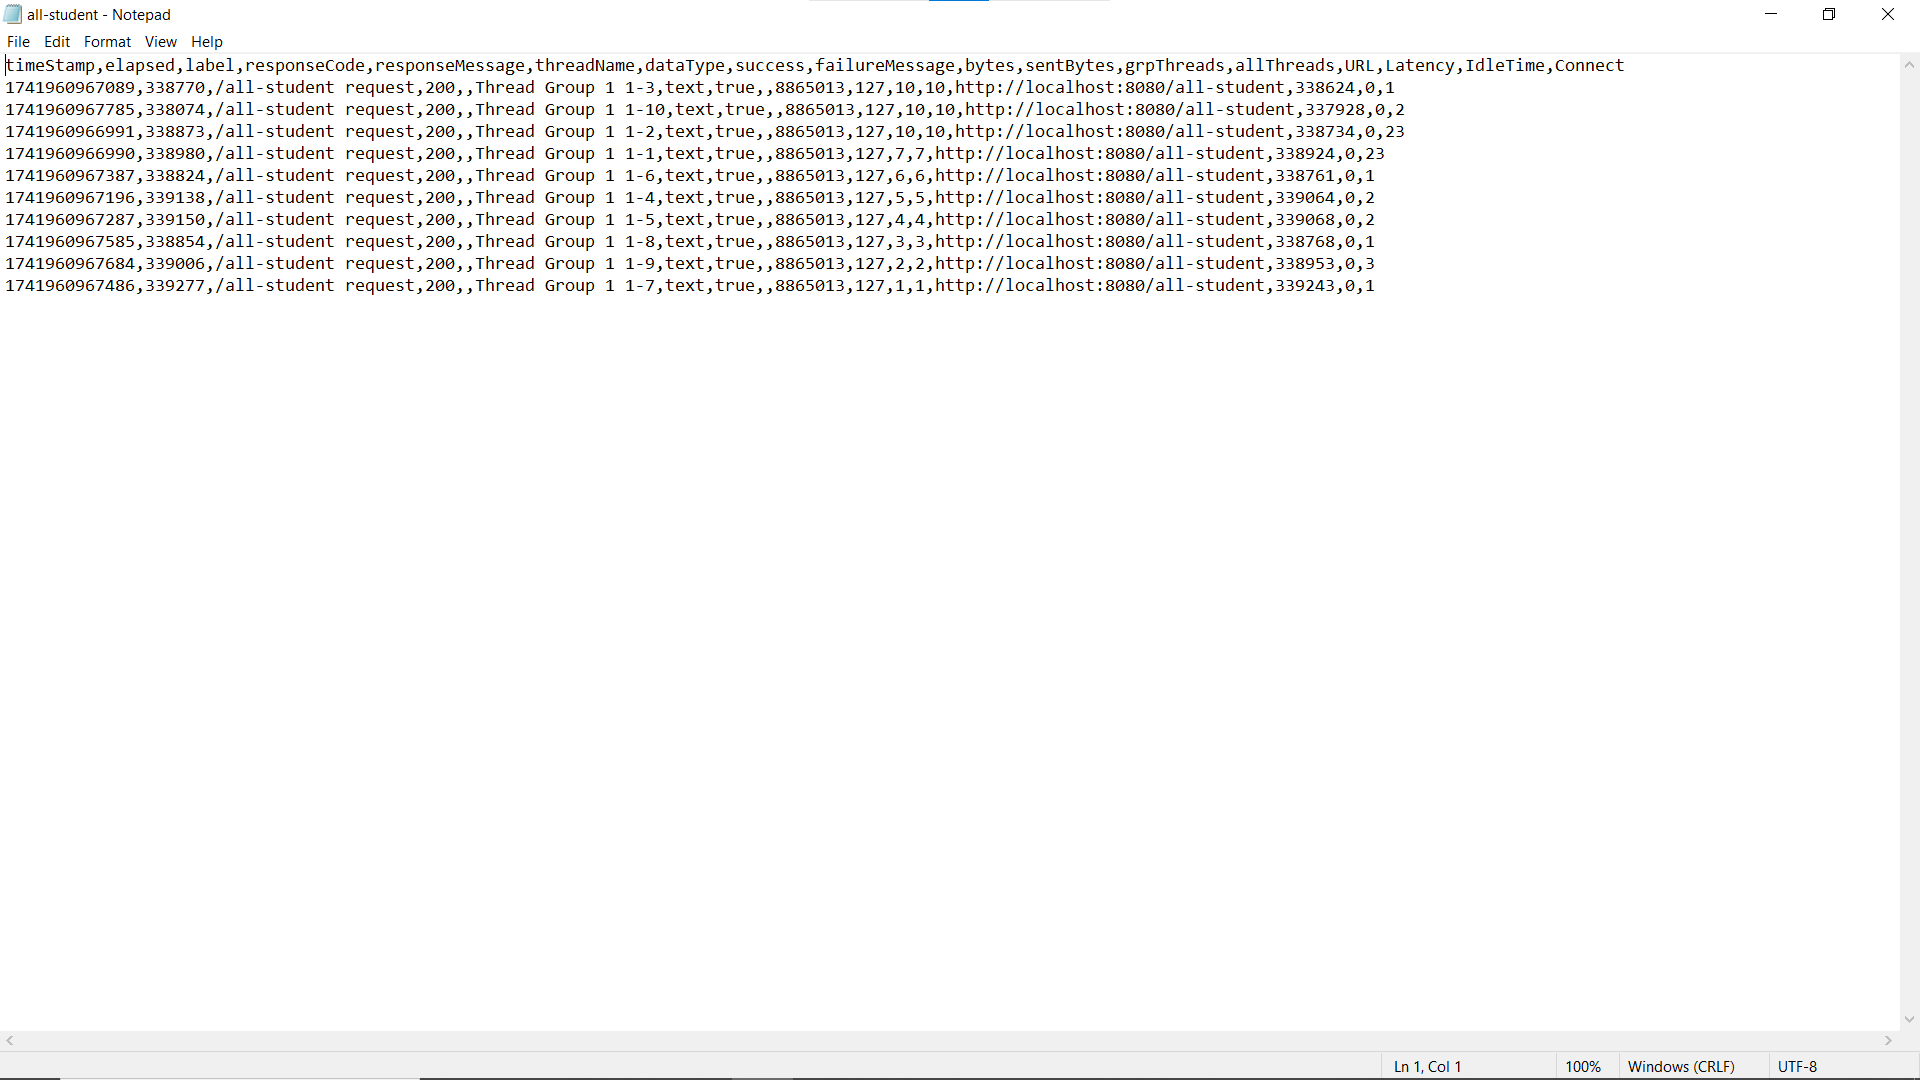 all-student - Notepad
File Edit Format View Help
timeStamp,elapsed,label,responseCode,responseMessage,threadName,dataType,success,failureMessage,bytes,sentBytes,grpThreads,allThreads,URL,Latency,IdleTime,Connect
1741960967089,338770,/all-student request,200,,Thread Group 1 1-3,text,true,,8865013,127,10,10,http://localhost:8080/all-student,338624,0,1
1741960967785,338074,/all-student request,200,,Thread Group 1 1-10,text,true,,8865013,127,10,10,http://localhost:8080/all-student,337928,0,2
1741960966991,338873,/all-student request,200,,Thread Group 1 1-2,text,true,,8865013,127,10,10,http://localhost:8080/all-student,338734,0,23
1741960966990,338980,/all-student request,200,,Thread Group 1 1-1,text,true,,8865013,127,7,7,http://localhost:8080/all-student,338924,0,23
1741960967387,338824,/all-student request,200,,Thread Group 1 1-6,text,true,,8865013,127,6,6,http://localhost:8080/all-student,338761,0,1
1741960967196,339138,/all-student request,200,,Thread Group 1 1-4,text,true,,8865013,127,5,5,http://localhost:8080/all-student,339064,0,2
1741960967287,339150,/all-student request,200,,Thread Group 1 1-5,text,true,,8865013,127,4,4,http://localhost:8080/all-student,339068,0,2
1741960967585,338854,/all-student request,200,,Thread Group 1 1-8,text,true,,8865013,127,3,3,http://localhost:8080/all-student,338768,0,1
1741960967684,339006,/all-student request,200,,Thread Group 1 1-9,text,true,,8865013,127,2,2,http://localhost:8080/all-student,338953,0,3
1741960967486,339277,/all-student request,200,,Thread Group 1 1-7,text,true,,8865013,127,1,1,http://localhost:8080/all-student,339243,0,1
Ln 1, Col 1 100% Windows (CRLF) UTF-8